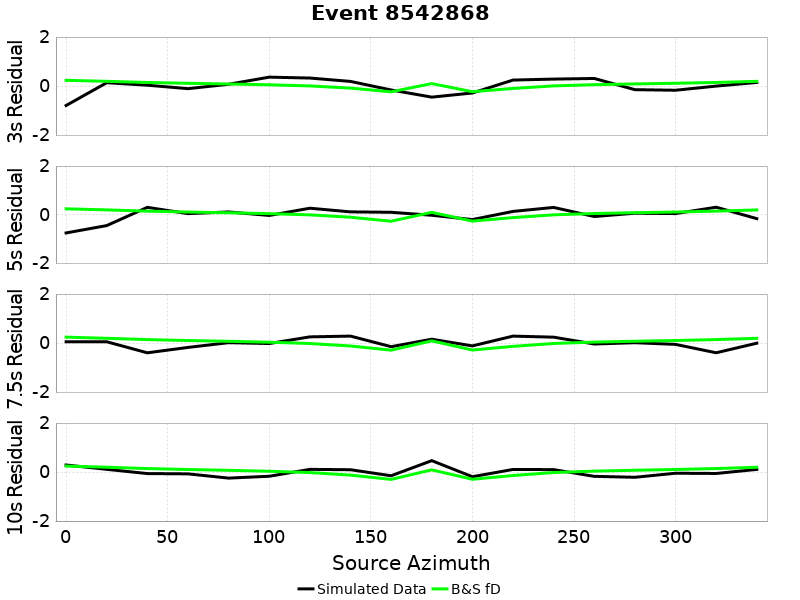 Event 8542868
3s Residual
2
0
-2
5s Residual
2
0
-2
7.5s Residual
2
0
-2
10s Residual
2
0
-2
0 50 100 150 200 250 300
Source Azimuth
Simulated Data B&S fD